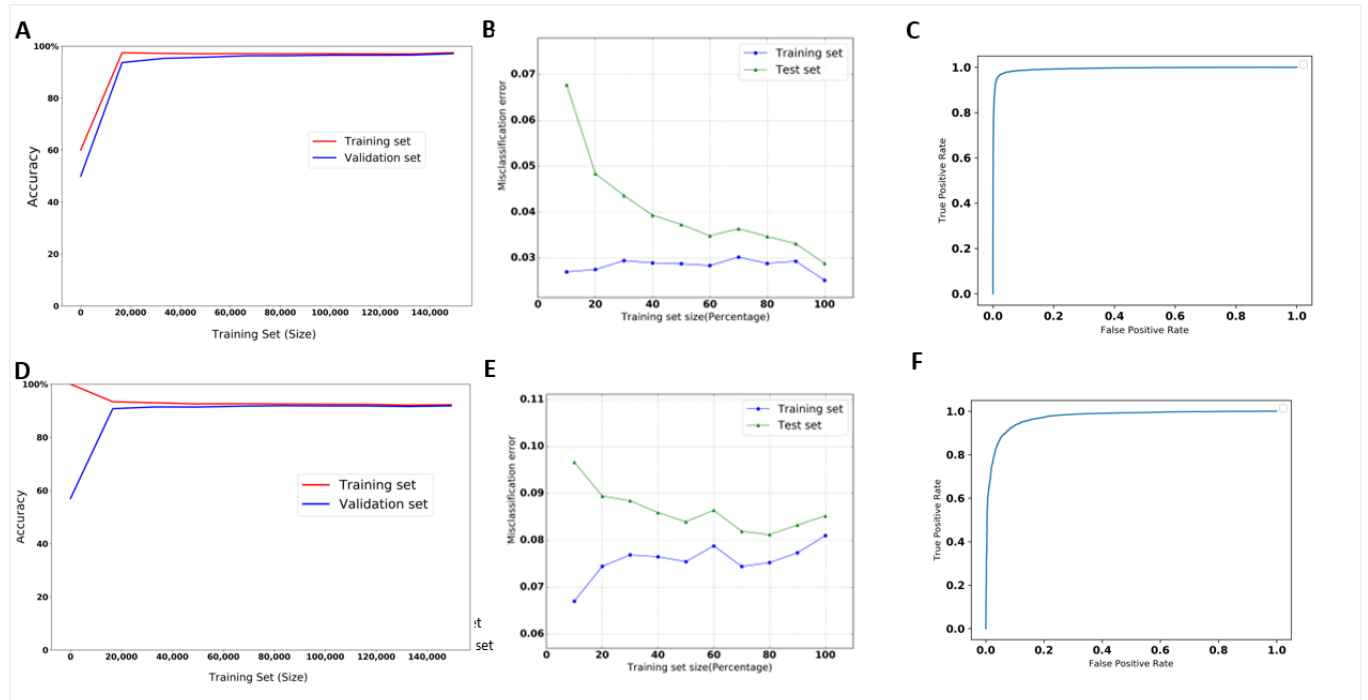 A
100%
80
60
40
20
0
Accuracy
Training set
Validation set
0 20,000 40,000 60,000 80,000 100,000 120,000 140,000
Training Set (Size)
B
0.07
0.06
0.05
0.04
0.03
Misclassification error
Training set
Test set
0 20 40 60 80 100
Training set size(Percentage)
C
1.0
0.8
0.6
0.4
0.2
0.0
True Positive Rate
0.0 0.2 0.4 0.6 0.8 1.0
False Positive Rate
D
100%
80
60
40
20
0
Accuracy
Training set
Validation set
0 20,000 40,000 60,000 80,000 100,000 120,000 140,000
Training Set (Size)
et
set
E
0.11
0.10
0.09
0.08
0.07
0.06
Misclassification error
Training set
Test set
0 20 40 60 80 100
Training set size(Percentage)
F
1.0
0.8
0.6
0.4
0.2
0.0
True Positive Rate
0.0 0.2 0.4 0.6 0.8 1.0
False Positive Rate